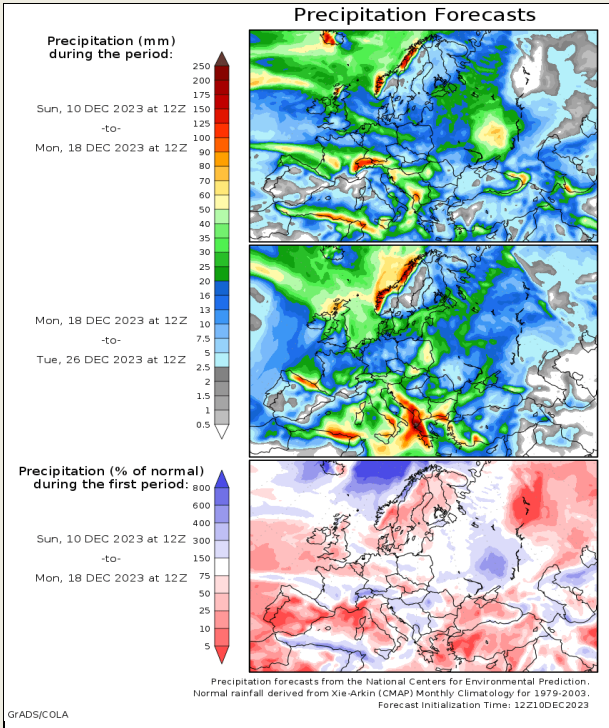 Precipitation Forecasts
Precipitation (mm)
during the period:
Sun, 10 DEC 2023 at 12Z
-to-
Mon, 18 DEC 2023 at 12Z
250
200
175
150
125
100
90
80
70
60
50
40
35
30
25
20
16
13
10
7.5
5
2.5
2
1.5
1
0.5
Mon, 18 DEC 2023 at 12Z
-to-
Tue, 26 DEC 2023 at 12Z
Precipitation (% of normal)
during the first period:
Sun, 10 DEC 2023 at 12Z
-to-
Mon, 18 DEC 2023 at 12Z
800
600
400
300
150
75
50
25
10
5
Precipitation forecasts from the National Centers for Environmental Prediction.
Normal rainfall derived from Xie-Arkin (CMAP) Monthly Climatology for 1979-2003.
Forecast Initialization Time: 12Z10DEC2023
GrADS/COLA